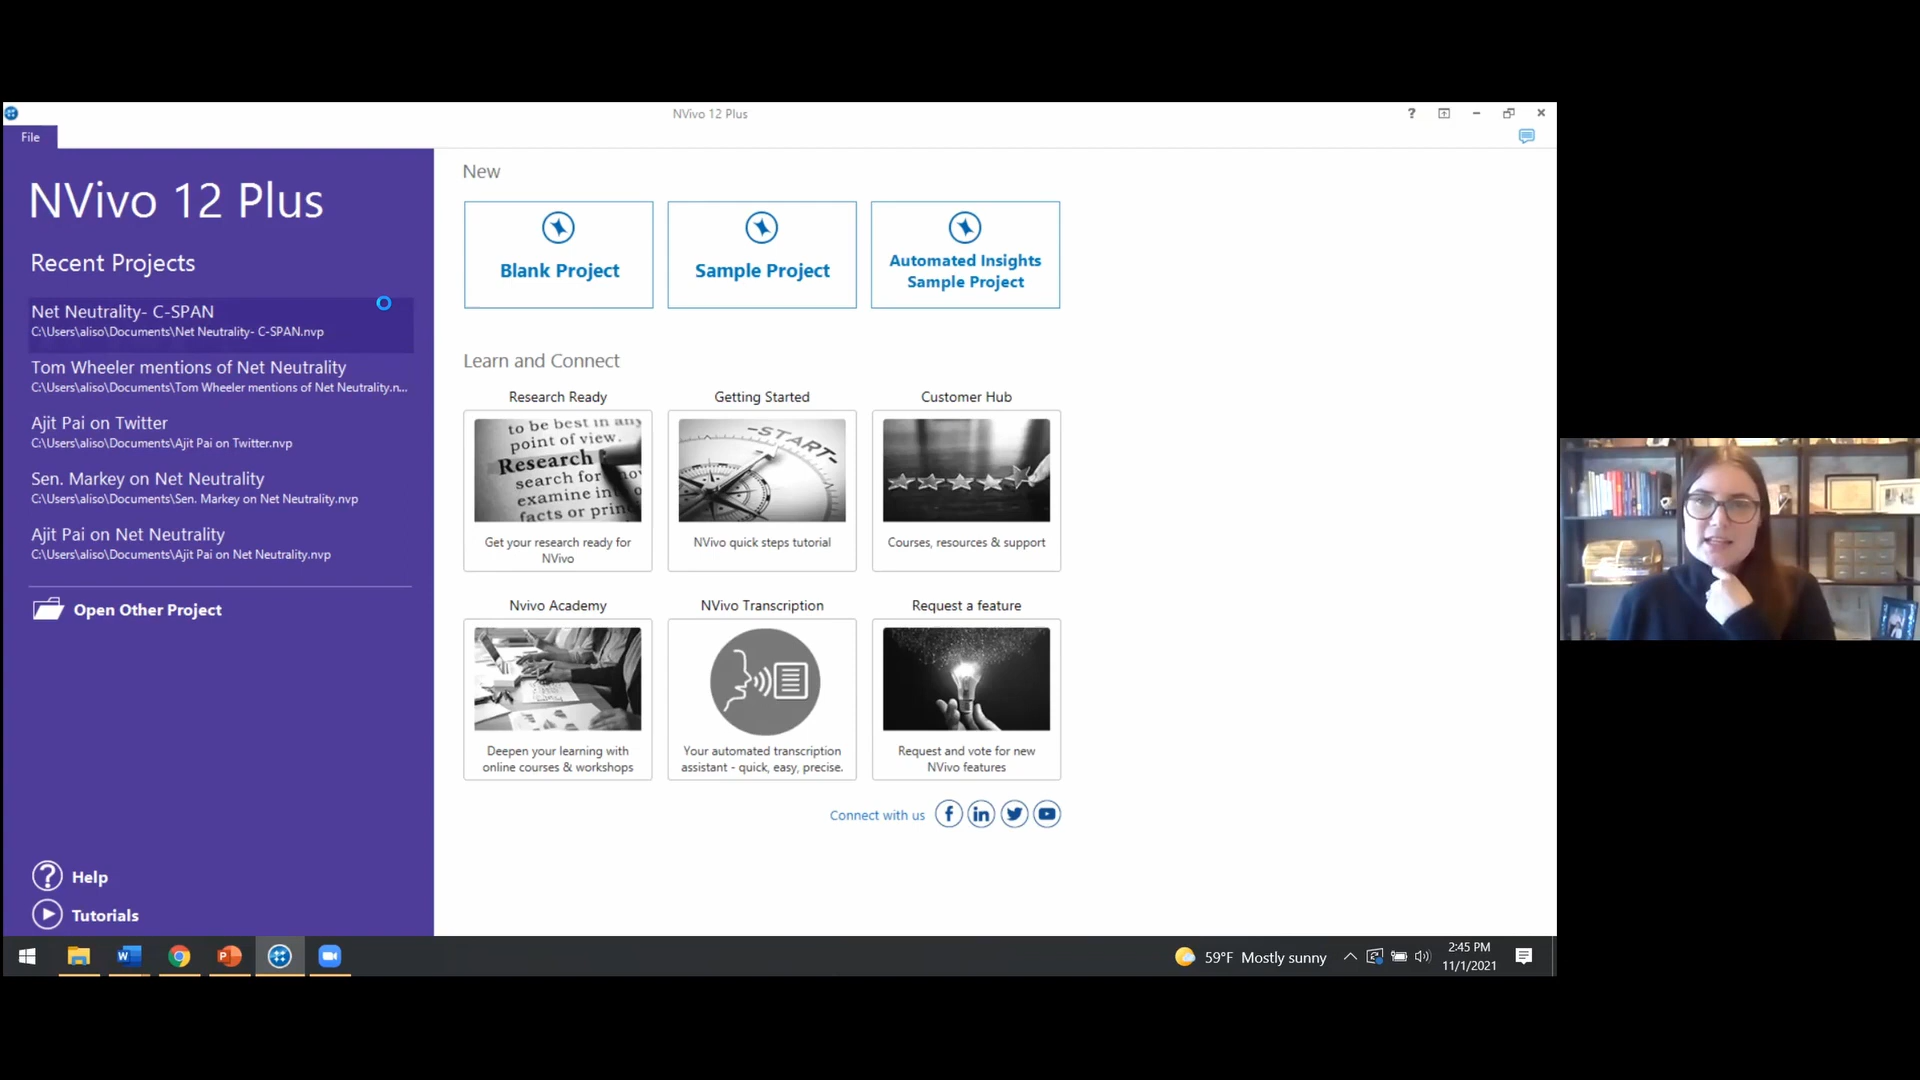 NVivo 12 Plus
File
NVivo 12 Plus
Recent Projects
Net Neutrality- C-SPAN
C:\Users\aliso\Documents\Net Neutrality- C-SPAN.nvp
Tom Wheeler mentions of Net Neutrality
C:\Users\aliso\Documents\Tom Wheeler mentions of Net Neutrality.n...
Ajit Pai on Twitter
C:\Users\aliso\Documents\Ajit Pai on Twitter.nvp
Sen. Markey on Net Neutrality
C:\Users\aliso\Documents\Sen. Markey on Net Neutrality.nvp
Ajit Pai on Net Neutrality
C:\Users\aliso\Documents\Ajit Pai on Net Neutrality.nvp
Open Other Project
Help
Tutorials
New
Blank Project
Sample Project
Automated Insights
Sample Project
Learn and Connect
Research Ready
to be best in any
point of view.
Research
search for
examine in
facts or prin
Get your research ready for
NVivo
Getting Started
-START-
NVivo quick steps tutorial
Customer Hub
Courses, resources & support
Nvivo Academy
Deepen your learning with
online courses & workshops
NVivo Transcription
Your automated transcription
assistant - quick, easy, precise.
Request a feature
Request and vote for new
NVivo features
Connect with us
59°F Mostly sunny
2:45 PM
11/1/2021